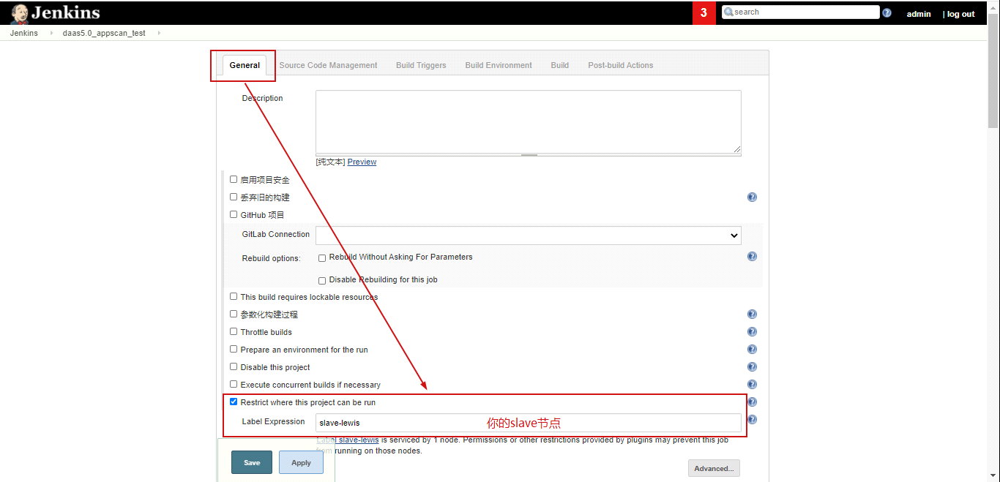 Jenkins
3
search
admin
| log out
Jenkins
daas5.0_appscan_test
General
Source Code Management
Build Triggers
Build Environment
Build
Post-build Actions
Description
[纯文本] Preview
启用项目安全
丢弃旧的构建
GitHub 项目
GitLab Connection
Rebuild options:
Rebuild Without Asking For Parameters
Disable Rebuilding for this job
This build requires lockable resources
参数化构建过程
Throttle builds
Prepare an environment for the run
Disable this project
Execute concurrent builds if necessary
Restrict where this project can be run
Label Expression
slave-lewis
你的slave节点
Label slave-lewis is serviced by 1 node. Permissions or other restrictions provided by plugins may prevent this job
from running on those nodes.
Save
Apply
Advanced...